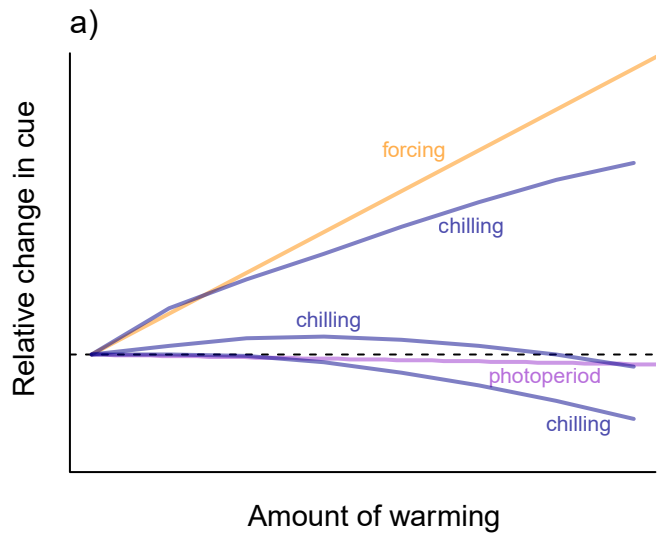 a)
Relative change in cue
forcing
chilling
chilling
photoperiod
chilling
Amount of warming